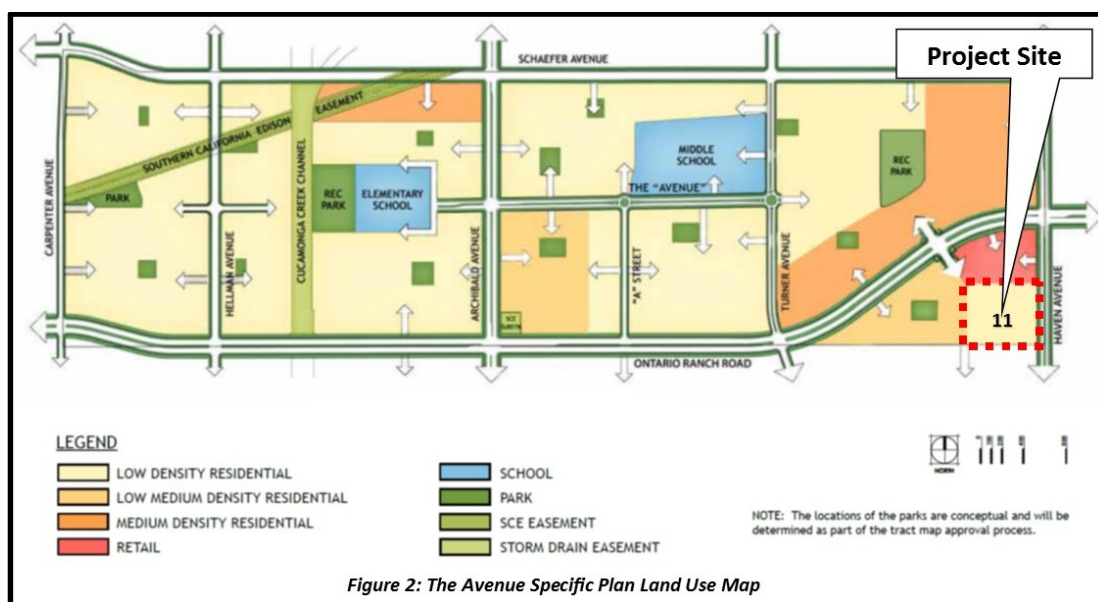 Project Site
SCHAEFER AVENUE
SOUTHERN CALIFORNIA EDISON EASEMENT
CARPENTER AVENUE
PARK
HELLMAN AVENUE
CUCAMONGA CREEK CHANNEL
REC
PARK
ELEMENTARY
SCHOOL
ARCHIBALD AVENUE
MIDDLE
SCHOOL
THE "AVENUE"
"A" STREET
TURNER AVENUE
REC
PARK
HAVEN AVENUE
11
SCE
ONTARIO RANCH ROAD
LEGEND
LOW DENSITY RESIDENTIAL
LOW MEDIUM DENSITY RESIDENTIAL
MEDIUM DENSITY RESIDENTIAL
RETAIL
SCHOOL
PARK
SCE EASEMENT
STORM DRAIN EASEMENT
NORTH
NOTE: The locations of the parks are conceptual and will be
determined as part of the tract map approval process.
Figure 2: The Avenue Specific Plan Land Use Map